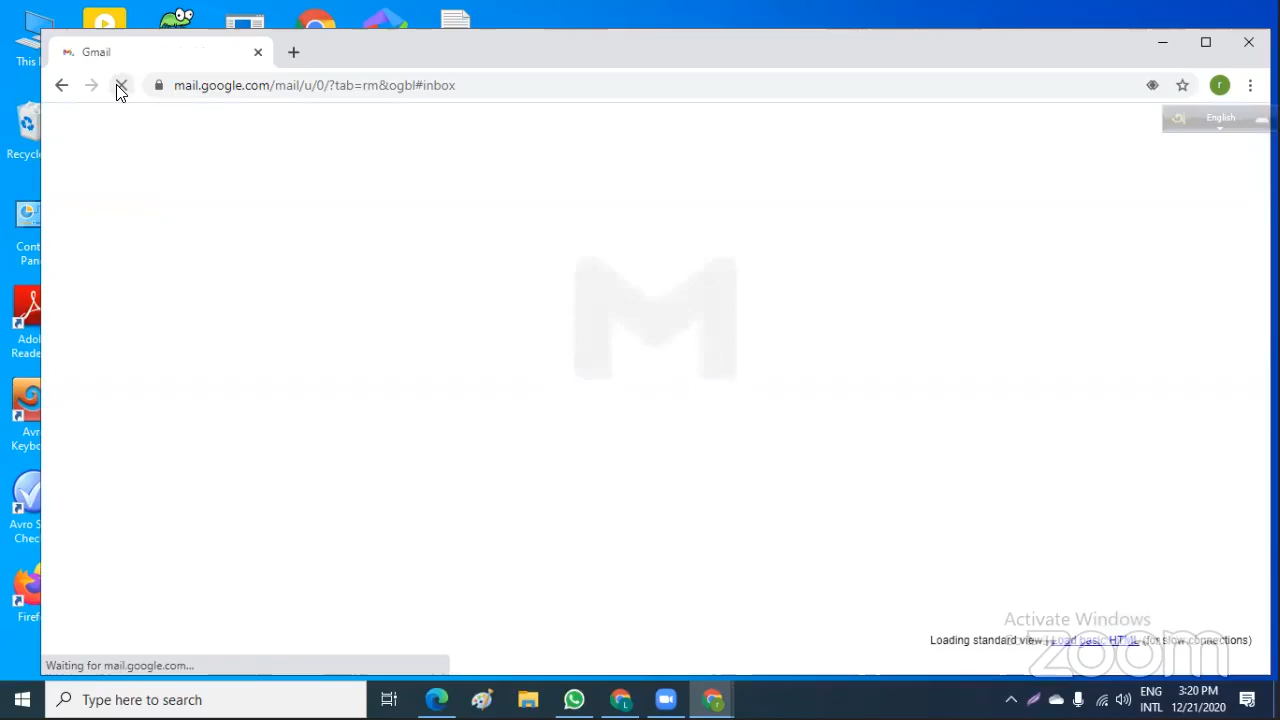 Gmail
mail.google.com/mail/u/0/?tab=rm&ogbl#inbox
r
English
This
Recycl
Cont
Pan
Adol
Reade
Avr
Keybo
Avro S
Chec
Firef
Activate Windows
Loading standard view | Load basic HTML (for slow connections)
zoom
Waiting for mail.google.com...
Type here to search
ENG
INTL
3:20 PM
12/21/2020